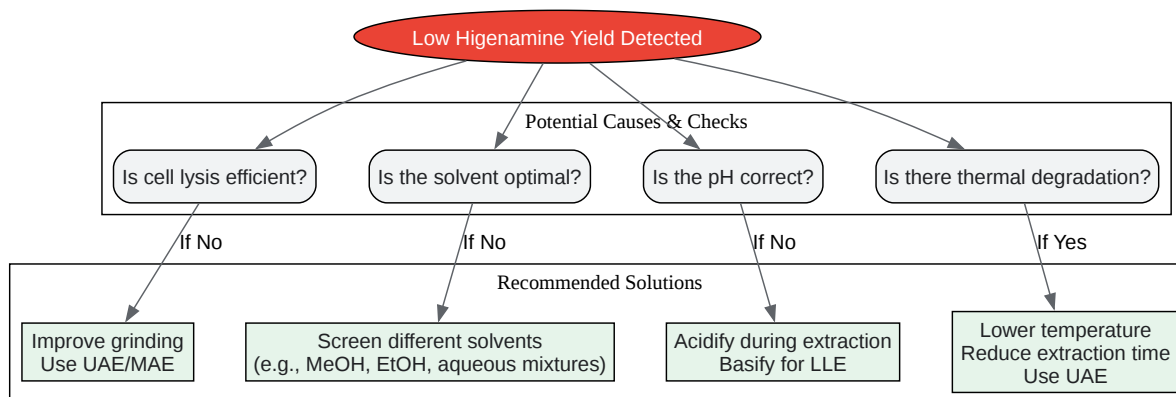 Low Higenamine Yield Detected
Potential Causes & Checks
Is cell lysis efficient?
Is the solvent optimal?
Is the pH correct?
Is there thermal degradation?
If No
If No
If No
If Yes
Recommended Solutions
Improve grinding
Use UAE/MAE
Screen different solvents
(e.g., MeOH, EtOH, aqueous mixtures)
Acidify during extraction
Basify for LLE
Lower temperature
Reduce extraction time
Use UAE